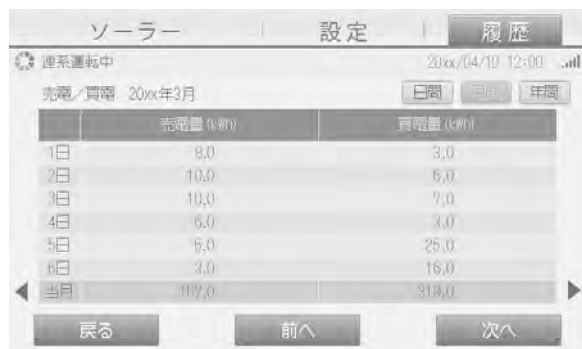 ソーラー 設定 履歴
連系運転中 20xx/04/10 12:00
売電／買電 20xx年3月 日間 月間 年間
売電量(kWh) 買電量(kWh)
1日 8.0 3.0
2日 10.0 6.0
3日 10.0 7.0
4日 6.0 3.0
5日 6.0 25.0
6日 3.0 16.0
当月
戻る 前へ 次へ